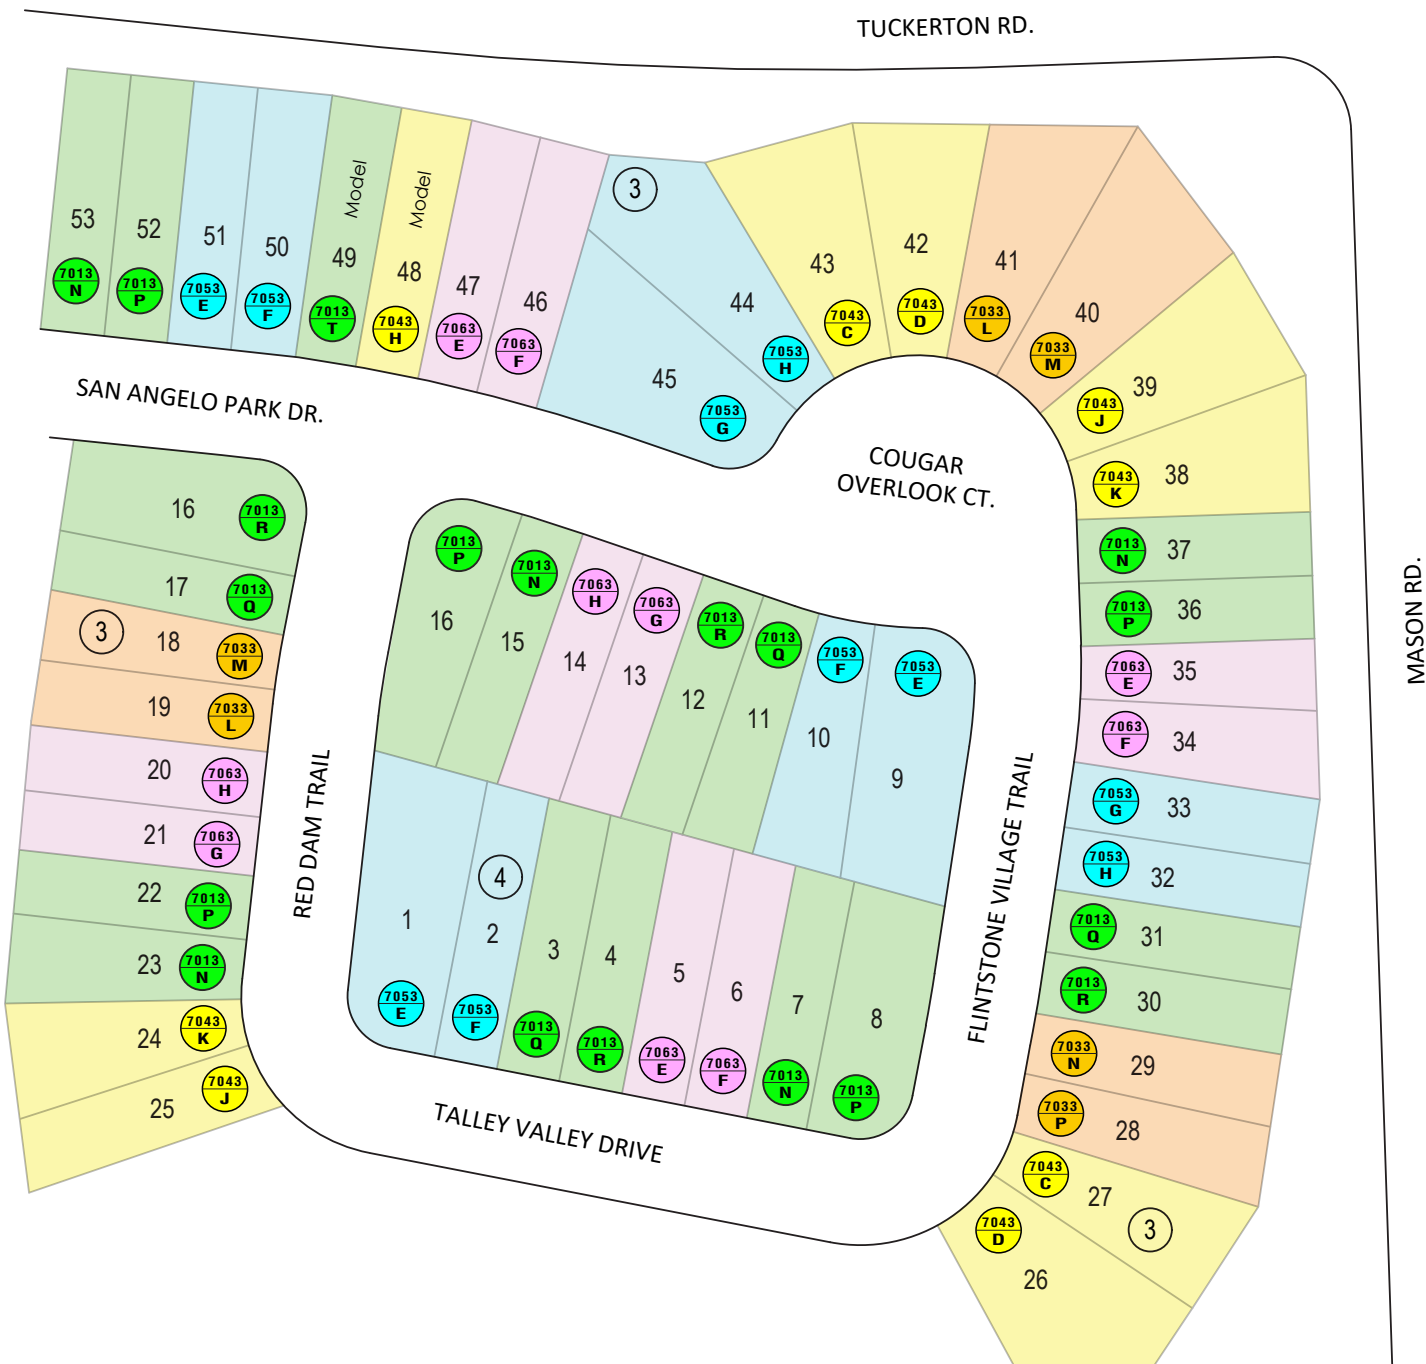 TUCKERTON RD.
MASON RD.
53
7013
N
52
7013
P
51
7053
E
50
7053
F
Model
49
7013
T
Model
48
7043
H
47
7063
E
46
7063
F
3
45
7053
G
44
7053
H
43
7043
C
42
7043
D
41
7033
L
40
7033
M
39
7043
J
38
7043
K
37
7013
N
36
7013
P
35
7063
E
34
7063
F
33
7053
G
32
7053
H
31
7013
Q
30
7013
R
29
7033
N
28
7033
P
27
7043
C
3
26
7043
D
SAN ANGELO PARK DR.
COUGAR
OVERLOOK CT.
16
7013
R
17
7013
Q
3
18
7033
M
19
7033
L
20
7063
H
21
7063
G
22
7013
P
23
7013
N
24
7043
K
25
7043
J
RED DAM TRAIL
7013
P
16
7013
N
15
7063
H
14
7063
G
13
7013
R
12
7013
Q
11
7053
F
10
7053
E
9
4
1
7053
E
2
7053
F
3
7013
Q
4
7013
R
5
7063
E
6
7063
F
7
7013
N
8
7013
P
FLINTSTONE VILLAGE TRAIL
TALLEY VALLEY DRIVE